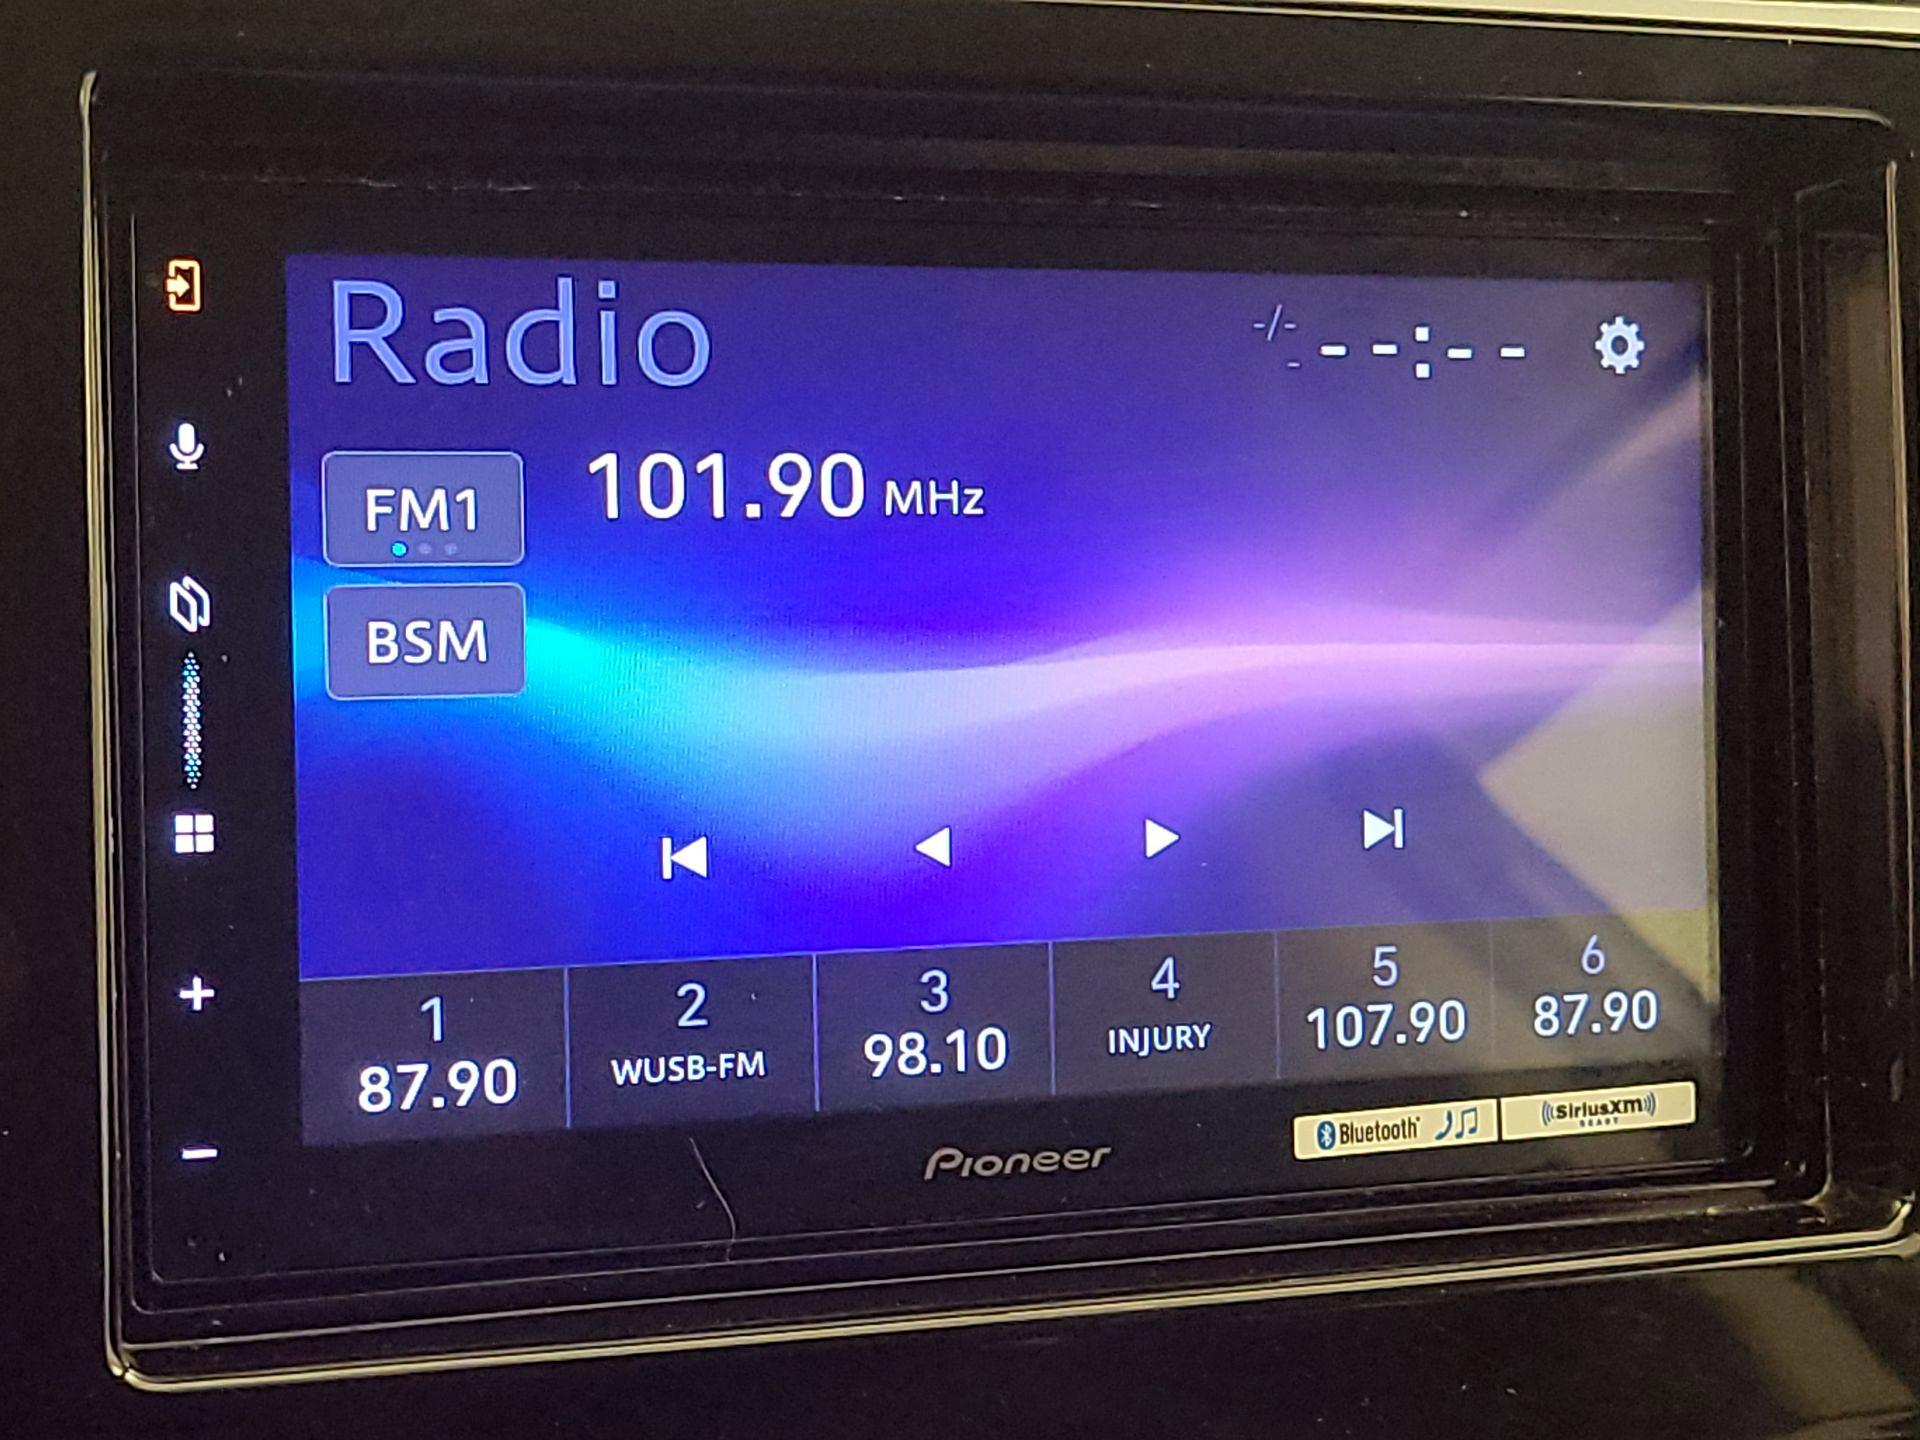 Radio
-/- --:--
FM1
101.90 MHz
BSM
1 2 3 4 5 6
87.90 WUSB-FM 98.10 INJURY 107.90 87.90
Pioneer
Bluetooth
SiriusXM
READY